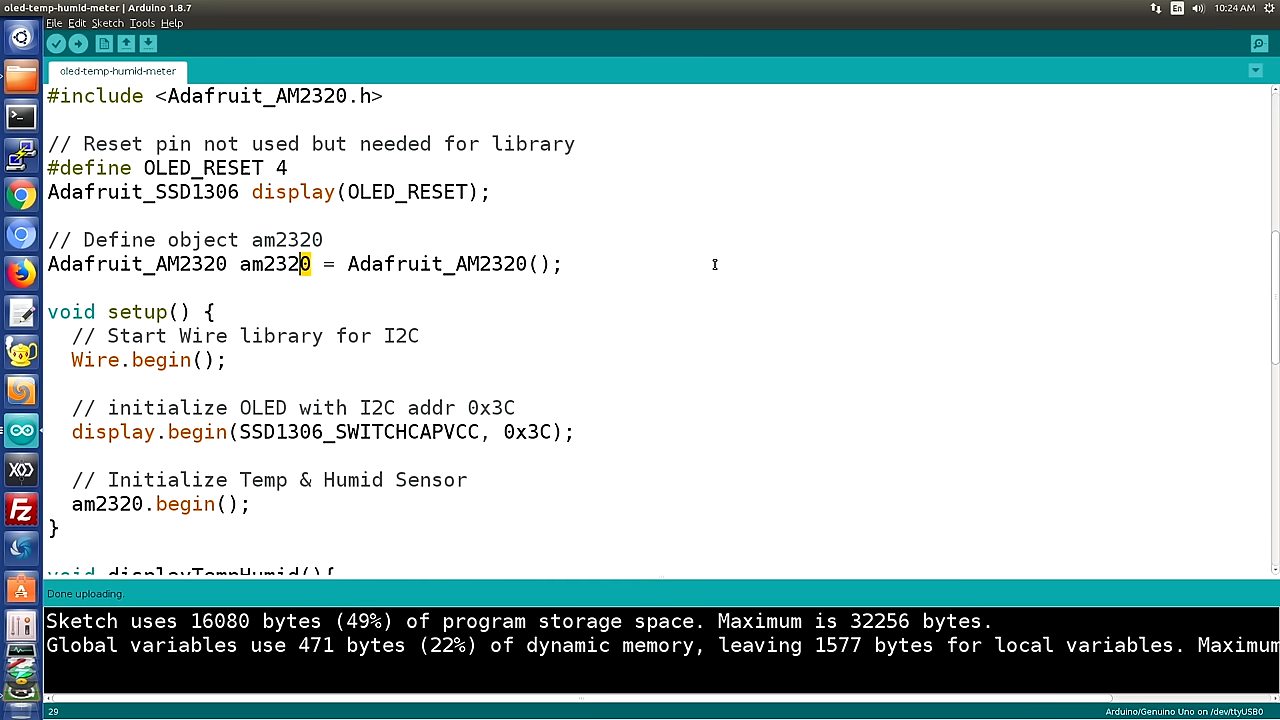 oled-temp-humid-meter | Arduino 1.8.7
En
10:24 AM
File Edit Sketch Tools Help
oled-temp-humid-meter
#include <Adafruit_AM2320.h>
// Reset pin not used but needed for library
#define OLED_RESET 4
Adafruit_SSD1306 display(OLED_RESET);
// Define object am2320
Adafruit_AM2320 am2320 = Adafruit_AM2320();
void setup() {
// Start Wire library for I2C
Wire.begin();
// initialize OLED with I2C addr 0x3C
display.begin(SSD1306_SWITCHCAPVCC, 0x3C);
// Initialize Temp & Humid Sensor
am2320.begin();
}
void displayTempHumid(){
Done uploading.
Sketch uses 16080 bytes (49%) of program storage space. Maximum is 32256 bytes.
Global variables use 471 bytes (22%) of dynamic memory, leaving 1577 bytes for local variables. Maximum
29
Arduino/Genuino Uno on /dev/ttyUSB0